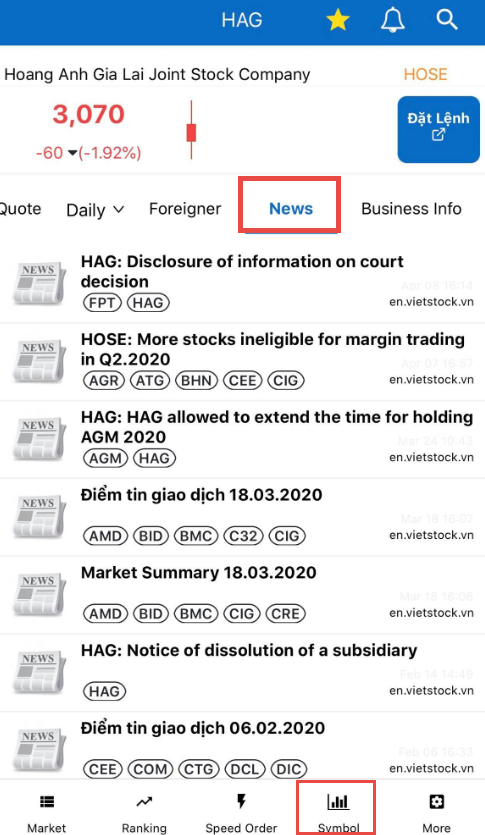 HAG
Hoang Anh Gia Lai Joint Stock Company
HOSE
3,070
-60 (-1.92%)
Đặt Lệnh
Quote Daily Foreigner News Business Info
NEWS
HAG: Disclosure of information on court
decision
Apr 08 16:14
FPT HAG
en.vietstock.vn
NEWS
HOSE: More stocks ineligible for margin trading
in Q2.2020
Apr 07 16:57
AGR ATG BHN CEE CIG
en.vietstock.vn
NEWS
HAG: HAG allowed to extend the time for holding
AGM 2020
Mar 24 10:43
AGM HAG
en.vietstock.vn
NEWS
Điểm tin giao dịch 18.03.2020
Mar 18 16:07
AMD BID BMC C32 CIG
en.vietstock.vn
NEWS
Market Summary 18.03.2020
Mar 18 16:06
AMD BID BMC CIG CRE
en.vietstock.vn
NEWS
HAG: Notice of dissolution of a subsidiary
Feb 14 14:49
HAG
en.vietstock.vn
NEWS
Điểm tin giao dịch 06.02.2020
Feb 06 16:33
CEE COM CTG DCL DIC
en.vietstock.vn
Market Ranking Speed Order Symbol More